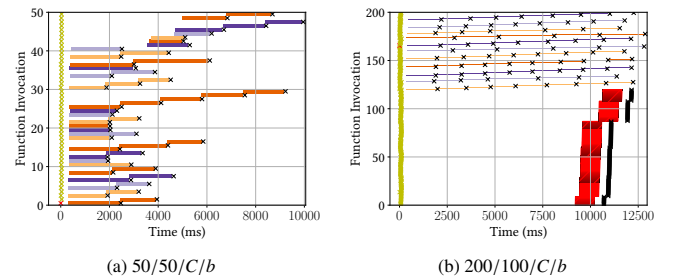 50
40
30
20
10
0
Function Invocation
0 2000 4000 6000 8000 10000
Time (ms)
(a) 50/50/C/b
200
150
100
50
0
Function Invocation
0 2500 5000 7500 10000 12500
Time (ms)
(b) 200/100/C/b